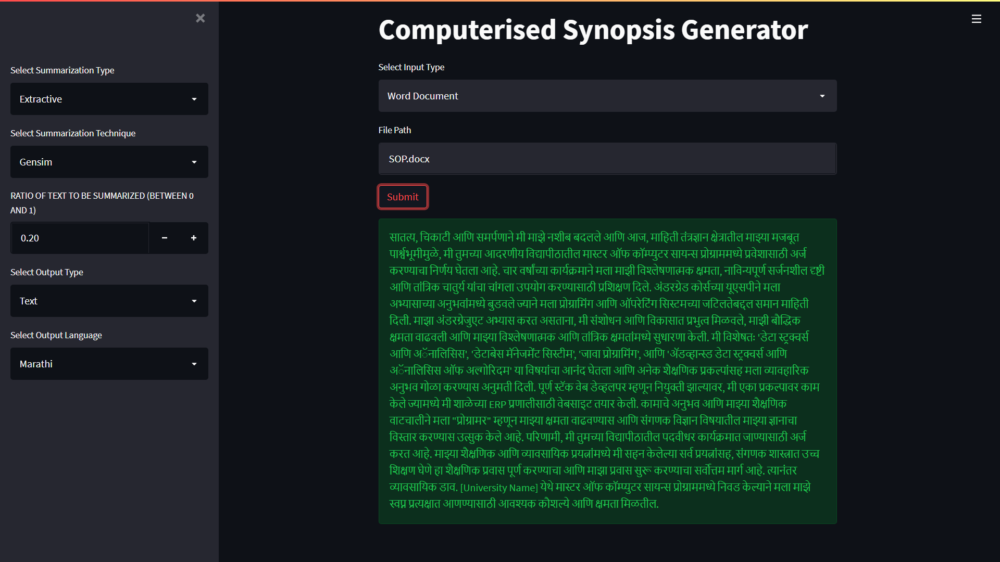 Select Summarization Type
Extractive
Select Summarization Technique
Gensim
RATIO OF TEXT TO BE SUMMARIZED (BETWEEN 0
AND 1)
0.20
Select Output Type
Text
Select Output Language
Marathi
Computerised Synopsis Generator
Select Input Type
Word Document
File Path
SOP.docx
Submit
सातत्य, चिकाटी आणि समर्पणाने मी माझे नशीब बदलले आणि आज, माहिती तंत्रज्ञान क्षेत्रातील माझ्या मजबूत
पार्श्वभूमीमुळे, मी तुमच्या आदरणीय विद्यापीठातील मास्टर ऑफ कॉम्प्युटर सायन्स प्रोग्राममध्ये प्रवेशासाठी अर्ज
करण्याचा निर्णय घेतला आहे. चार वर्षांच्या कार्यक्रमाने मला माझी विश्लेषणात्मक क्षमता, नाविन्यपूर्ण सर्जनशील दृष्टी
आणि तांत्रिक चातुर्य यांचा चांगला उपयोग करण्यासाठी प्रशिक्षण दिले. अंडरग्रेड कोर्सच्या यूएसपीने मला
अभ्यासाच्या अनुभवांमध्ये बुडवले ज्याने मला प्रोग्रामिंग आणि ऑपरेटिंग सिस्टमच्या जटिलतेबद्दल समान माहिती
दिली. माझा अंडरग्रेजुएट अभ्यास करत असताना, मी संशोधन आणि विकासात प्रभुत्व मिळवले, माझी बौद्धिक
क्षमता वाढवली आणि माझ्या विश्लेषणात्मक आणि तांत्रिक क्षमतांमध्ये सुधारणा केली. मी विशेषतः 'डेटा स्ट्रक्चर्स
आणि अॅनालिसिस', 'डेटाबेस मॅनेजमेंट सिस्टीम', 'जावा प्रोग्रामिंग', आणि 'ॲडव्हान्स्ड डेटा स्ट्रक्चर्स आणि
अॅनालिसिस ऑफ अल्गोरिदम' या विषयांचा आनंद घेतला आणि अनेक शैक्षणिक प्रकल्पांसह मला व्यावहारिक
अनुभव गोळा करण्यास अनुमती दिली. पूर्ण स्टॅक वेब डेव्हलपर म्हणून नियुक्ती झाल्यावर, मी एका प्रकल्पावर काम
केले ज्यामध्ये मी शाळेच्या ERP प्रणालीसाठी वेबसाइट तयार केली. कामाचे अनुभव आणि माझ्या शैक्षणिक
वाटचालीने मला "प्रोग्रामर" म्हणून माझ्या क्षमता वाढवण्यास आणि संगणक विज्ञान विषयातील माझ्या ज्ञानाचा
विस्तार करण्यास उत्सुक केले आहे. परिणामी, मी तुमच्या विद्यापीठातील पदवीधर कार्यक्रमात जाण्यासाठी अर्ज
करत आहे. माझ्या शैक्षणिक आणि व्यावसायिक प्रयत्नांमध्ये मी सहन केलेल्या सर्व प्रयत्नांसह, संगणक शास्त्रात उच्च
शिक्षण घेणे हा शैक्षणिक प्रवास पूर्ण करण्याचा आणि माझा प्रवास सुरू करण्याचा सर्वोत्तम मार्ग आहे. त्यानंतर
व्यावसायिक डाव. [University Name] येथे मास्टर ऑफ कॉम्प्युटर सायन्स प्रोग्राममध्ये निवड केल्याने मला माझे
स्वप्न प्रत्यक्षात आणण्यासाठी आवश्यक कौशल्ये आणि क्षमता मिळतील.